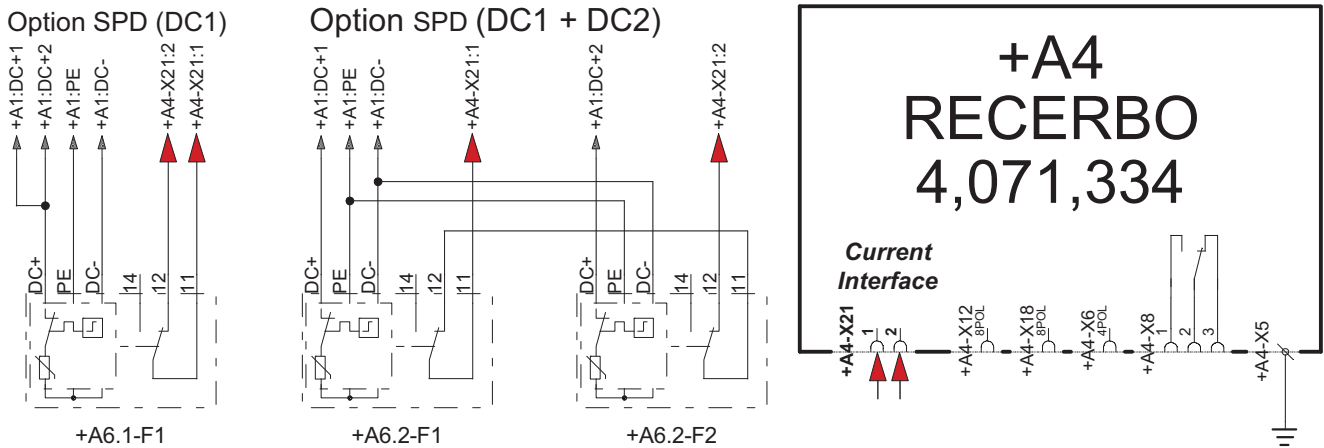 Option SPD (DC1)
+A1:DC+1
+A1:DC+2
+A1:PE
+A1:DC-
+A4-X21:2
+A4-X21:1
DC+
PE
DC-
14
12
11
+A6.1-F1
Option SPD (DC1 + DC2)
+A1:DC+1
+A1:PE
+A1:DC-
+A4-X21:1
+A1:DC+2
+A4-X21:2
DC+
PE
DC-
14
12
11
DC+
PE
DC-
14
12
11
+A6.2-F1
+A6.2-F2
+A4
RECERBO
4,071,334
Current
Interface
+A4-X21
1
2
+A4-X12
8POL
+A4-X18
8POL
+A4-X6
4POL
+A4-X8
1
2
3
+A4-X5